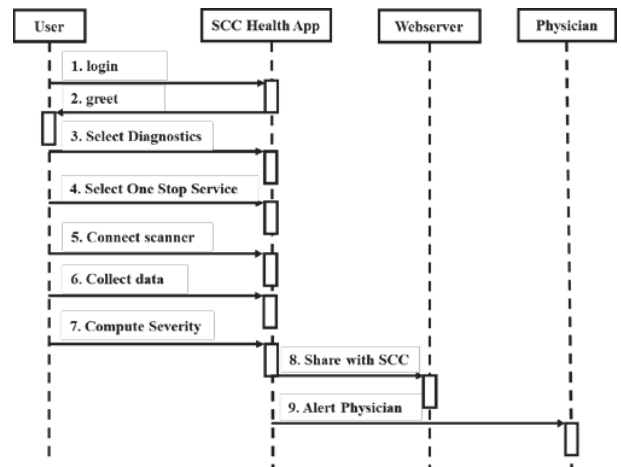 User
SCC Health App
Webserver
Physician
1. login
2. greet
3. Select Diagnostics
4. Select One Stop Service
5. Connect scanner
6. Collect data
7. Compute Severity
8. Share with SCC
9. Alert Physician